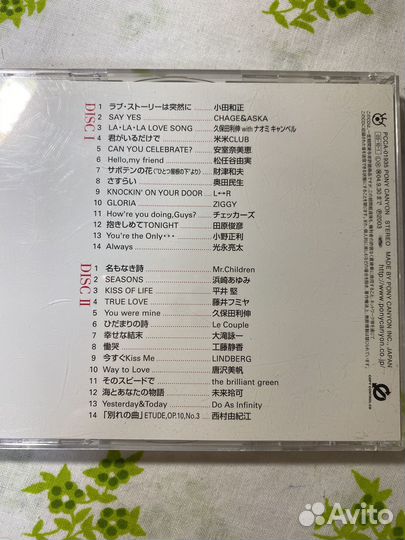 DISC I
1 ラブ・ストーリーは突然に 小田和正
2 SAY YES CHAGE&ASKA
3 LA・LA・LA LOVE SONG 久保田利伸 with ナオミ キャンベル
4 君がいるだけで 米米CLUB
5 CAN YOU CELEBRATE? 安室奈美恵
6 Hello,my friend 松任谷由実
7 サボテンの花〈"ひとつ屋根の下"より〉 財津和夫
8 さすらい 奥田民生
9 KNOCKIN' ON YOUR DOOR L⇔R
10 GLORIA ZIGGY
11 How're you doing,Guys? チェッカーズ
12 抱きしめてTONIGHT 田原俊彦
13 You're the Only・・・ 小野正利
14 Always 光永亮太
DISC II
1 名もなき詩 Mr.Children
2 SEASONS 浜崎あゆみ
3 KISS OF LIFE 平井 堅
4 TRUE LOVE 藤井フミヤ
5 You were mine 久保田利伸
6 ひだまりの詩 Le Couple
7 幸せな結末 大滝詠一
8 慟哭 工藤静香
9 今すぐKiss Me LINDBERG
10 Way to Love 唐沢美帆
11 そのスピードで the brilliant green
12 海とあなたの物語 未来玲可
13 Yesterday&Today Do As Infinity
14 「別れの曲」ETUDE,OP.10,No.3 西村由紀江
PCCA-01935 PONY CANYON STEREO
MADE BY PONY CANYON INC., JAPAN
http://www.ponycanyon.co.jp
Avito